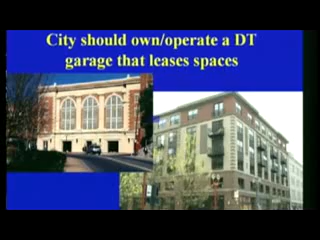 City should own/operate a DT
garage that leases spaces